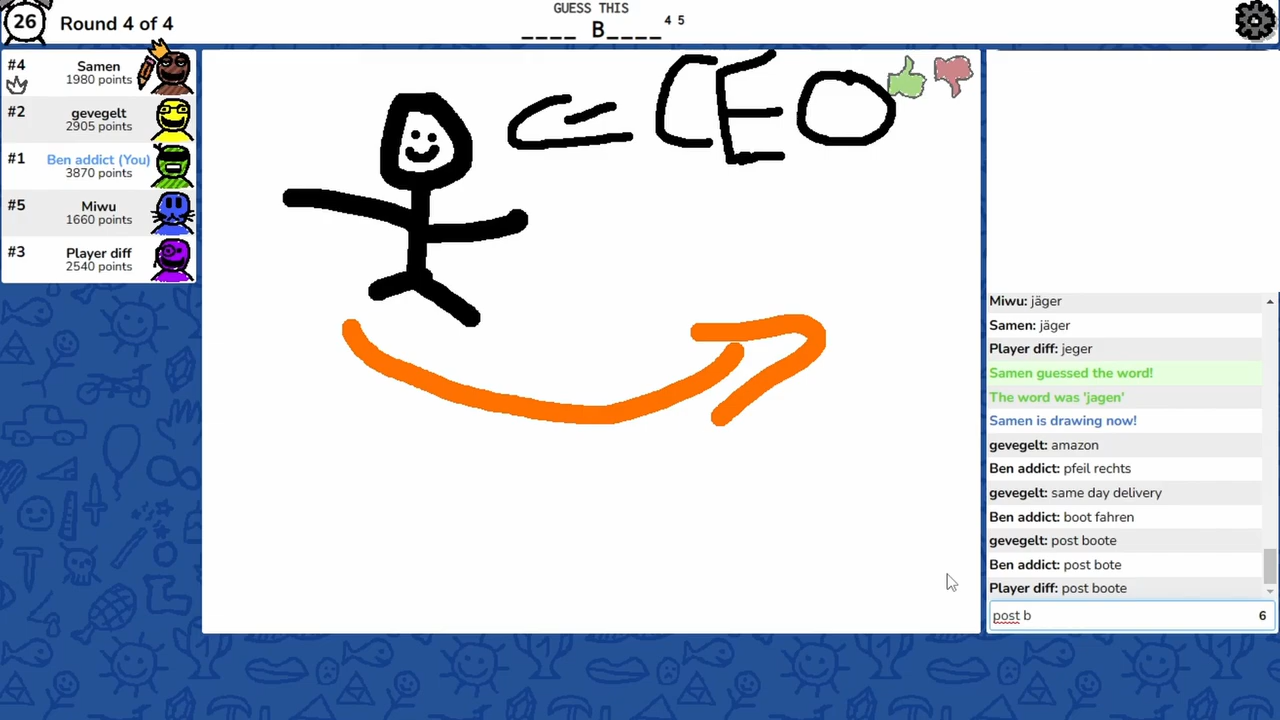 26
Round 4 of 4
GUESS THIS
____ B____ 4 5
#4 Samen
1980 points
#2 gevegelt
2905 points
#1 Ben addict (You)
3870 points
#5 Miwu
1660 points
#3 Player diff
2540 points
CEO
Miwu: jäger
Samen: jäger
Player diff: jeger
Samen guessed the word!
The word was 'jagen'
Samen is drawing now!
gevegelt: amazon
Ben addict: pfeil rechts
gevegelt: same day delivery
Ben addict: boot fahren
gevegelt: post boote
Ben addict: post bote
Player diff: post boote
post b 6